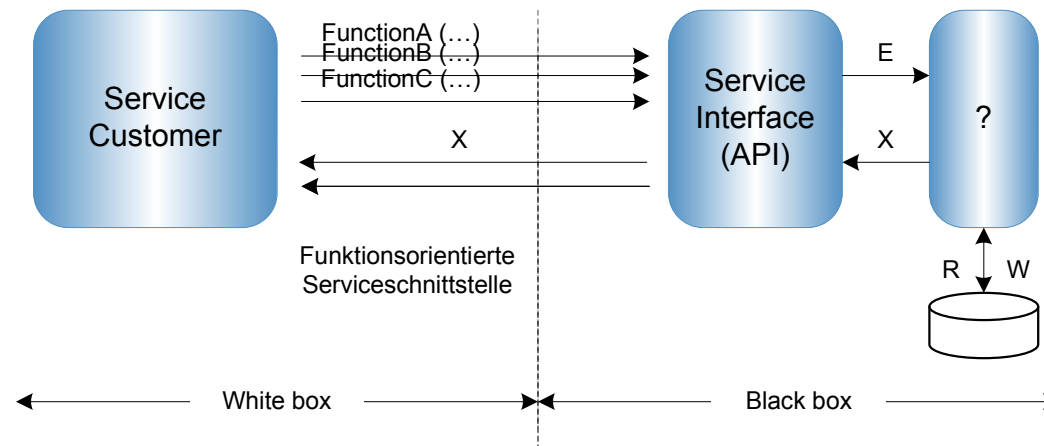 FunctionA (…)
FunctionB (…)
FunctionC (…)
Service
Customer
X
Service
Interface
(API)
E
X
?
Funktionsorientierte
Serviceschnittstelle
R
W
White box
Black box